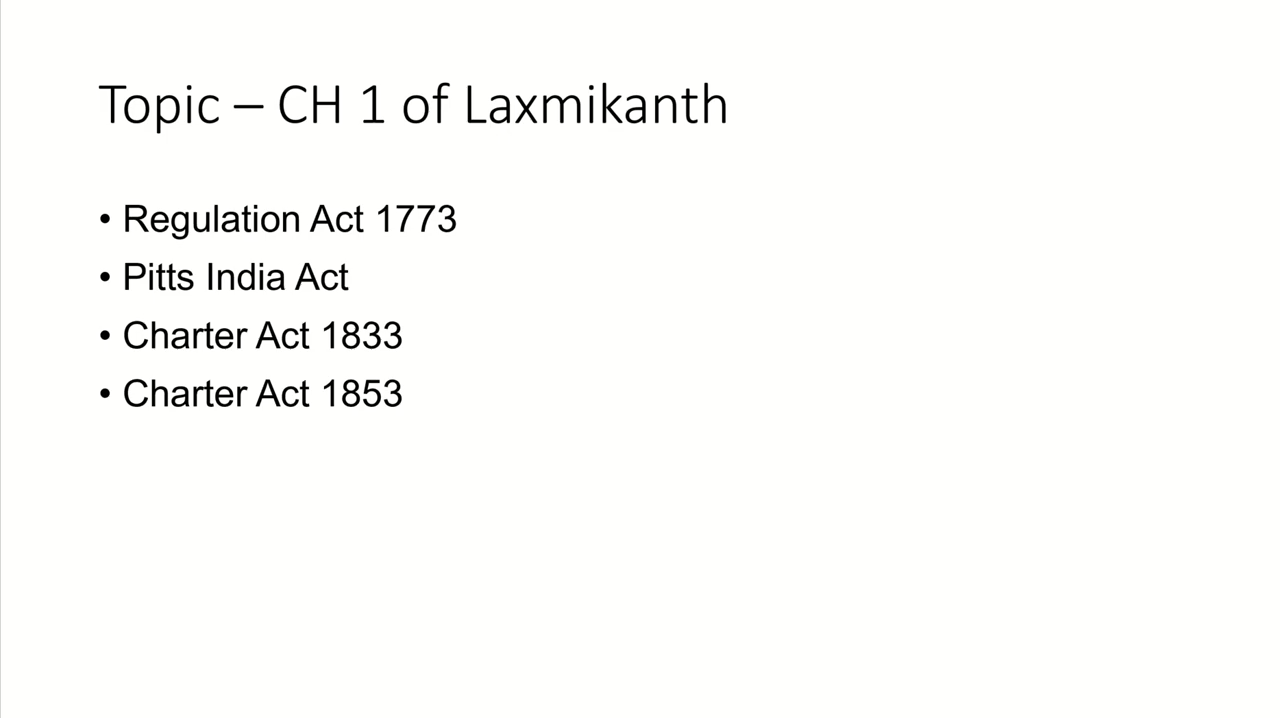 Topic – CH 1 of Laxmikanth
• Regulation Act 1773
• Pitts India Act
• Charter Act 1833
• Charter Act 1853